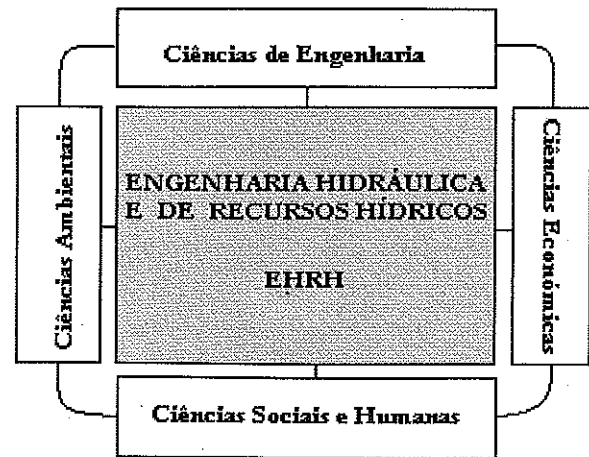 Ciências de Engenharia
Ciências Ambientais
ENGENHARIA HIDRÁULICA
E DE RECURSOS HÍDRICOS
EHRH
Ciências Económicas
Ciências Sociais e Humanas